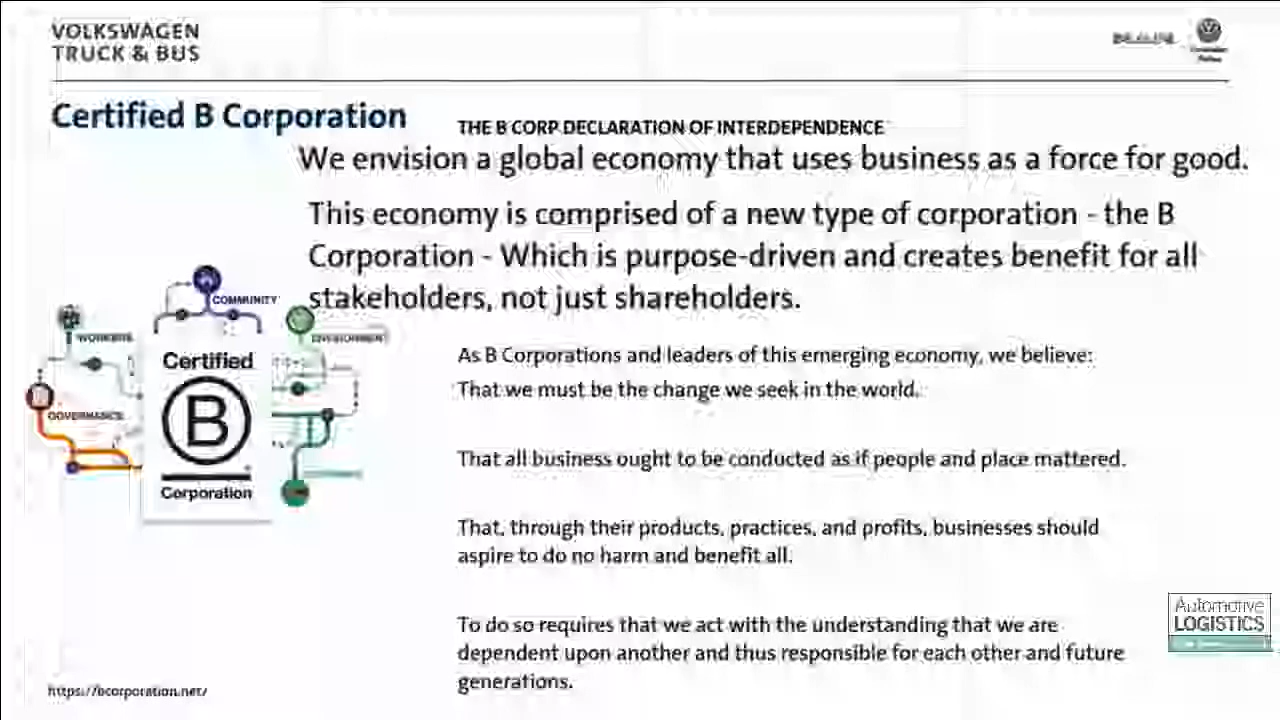 VOLKSWAGEN
TRUCK & BUS
Certified B Corporation
THE B CORP DECLARATION OF INTERDEPENDENCE
We envision a global economy that uses business as a force for good.
This economy is comprised of a new type of corporation - the B
Corporation - Which is purpose-driven and creates benefit for all
stakeholders, not just shareholders.
COMMUNITY
WORKERS
ENVIRONMENT
GOVERNANCE
Certified
B
Corporation
As B Corporations and leaders of this emerging economy, we believe:
That we must be the change we seek in the world.
That all business ought to be conducted as if people and place mattered.
That, through their products, practices, and profits, businesses should
aspire to do no harm and benefit all.
To do so requires that we act with the understanding that we are
dependent upon another and thus responsible for each other and future
generations.
Automotive
LOGISTICS
https://bcorporation.net/